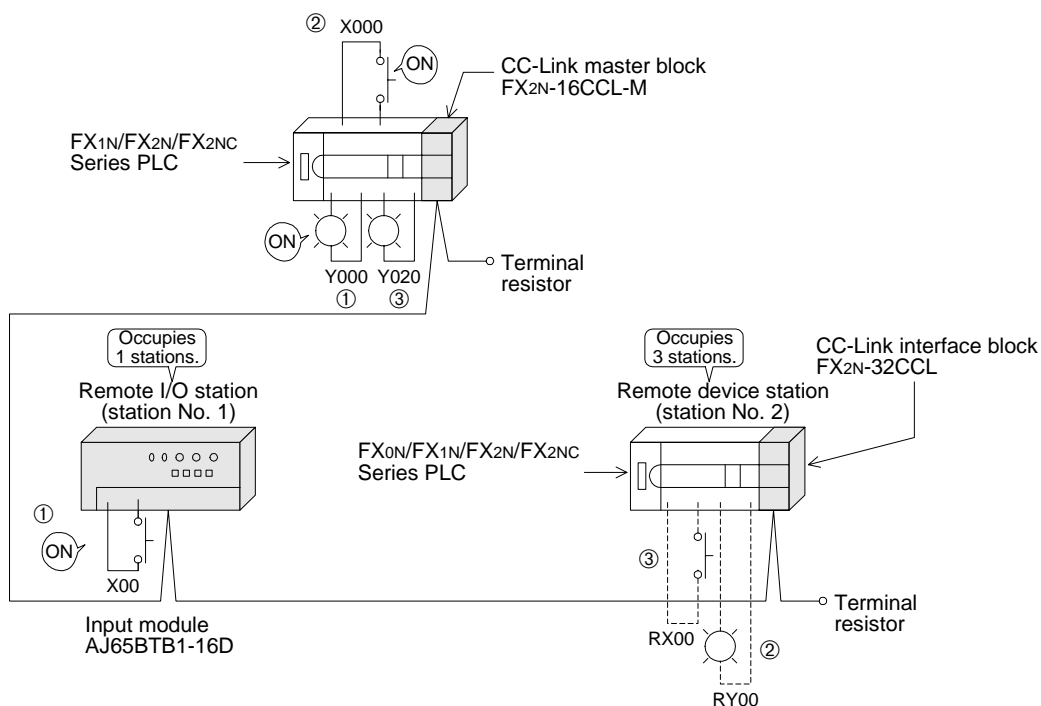 ② X000
ON
CC-Link master block
FX2N-16CCL-M
FX1N/FX2N/FX2NC
Series PLC
ON
Y000 Y020
① ③
Terminal
resistor
Occupies
1 stations.
Remote I/O station
(station No. 1)
Occupies
3 stations.
Remote device station
(station No. 2)
CC-Link interface block
FX2N-32CCL
FX0N/FX1N/FX2N/FX2NC
Series PLC
①
ON
X00
Input module
AJ65BTB1-16D
③
RX00
②
RY00
Terminal
resistor